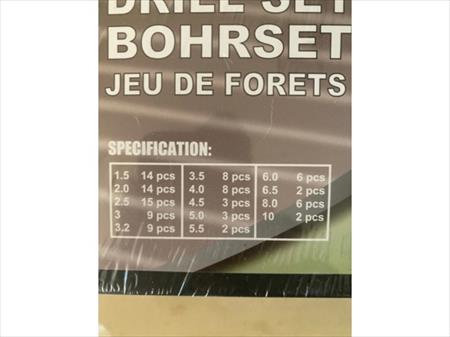 DRILL SET
BOHRSET
JEU DE FORETS
SPECIFICATION:
1.5 14 pcs 3.5 8 pcs 6.0 6 pcs
2.0 14 pcs 4.0 8 pcs 6.5 2 pcs
2.5 15 pcs 4.5 3 pcs 8.0 6 pcs
3 9 pcs 5.0 3 pcs 10 2 pcs
3.2 9 pcs 5.5 2 pcs